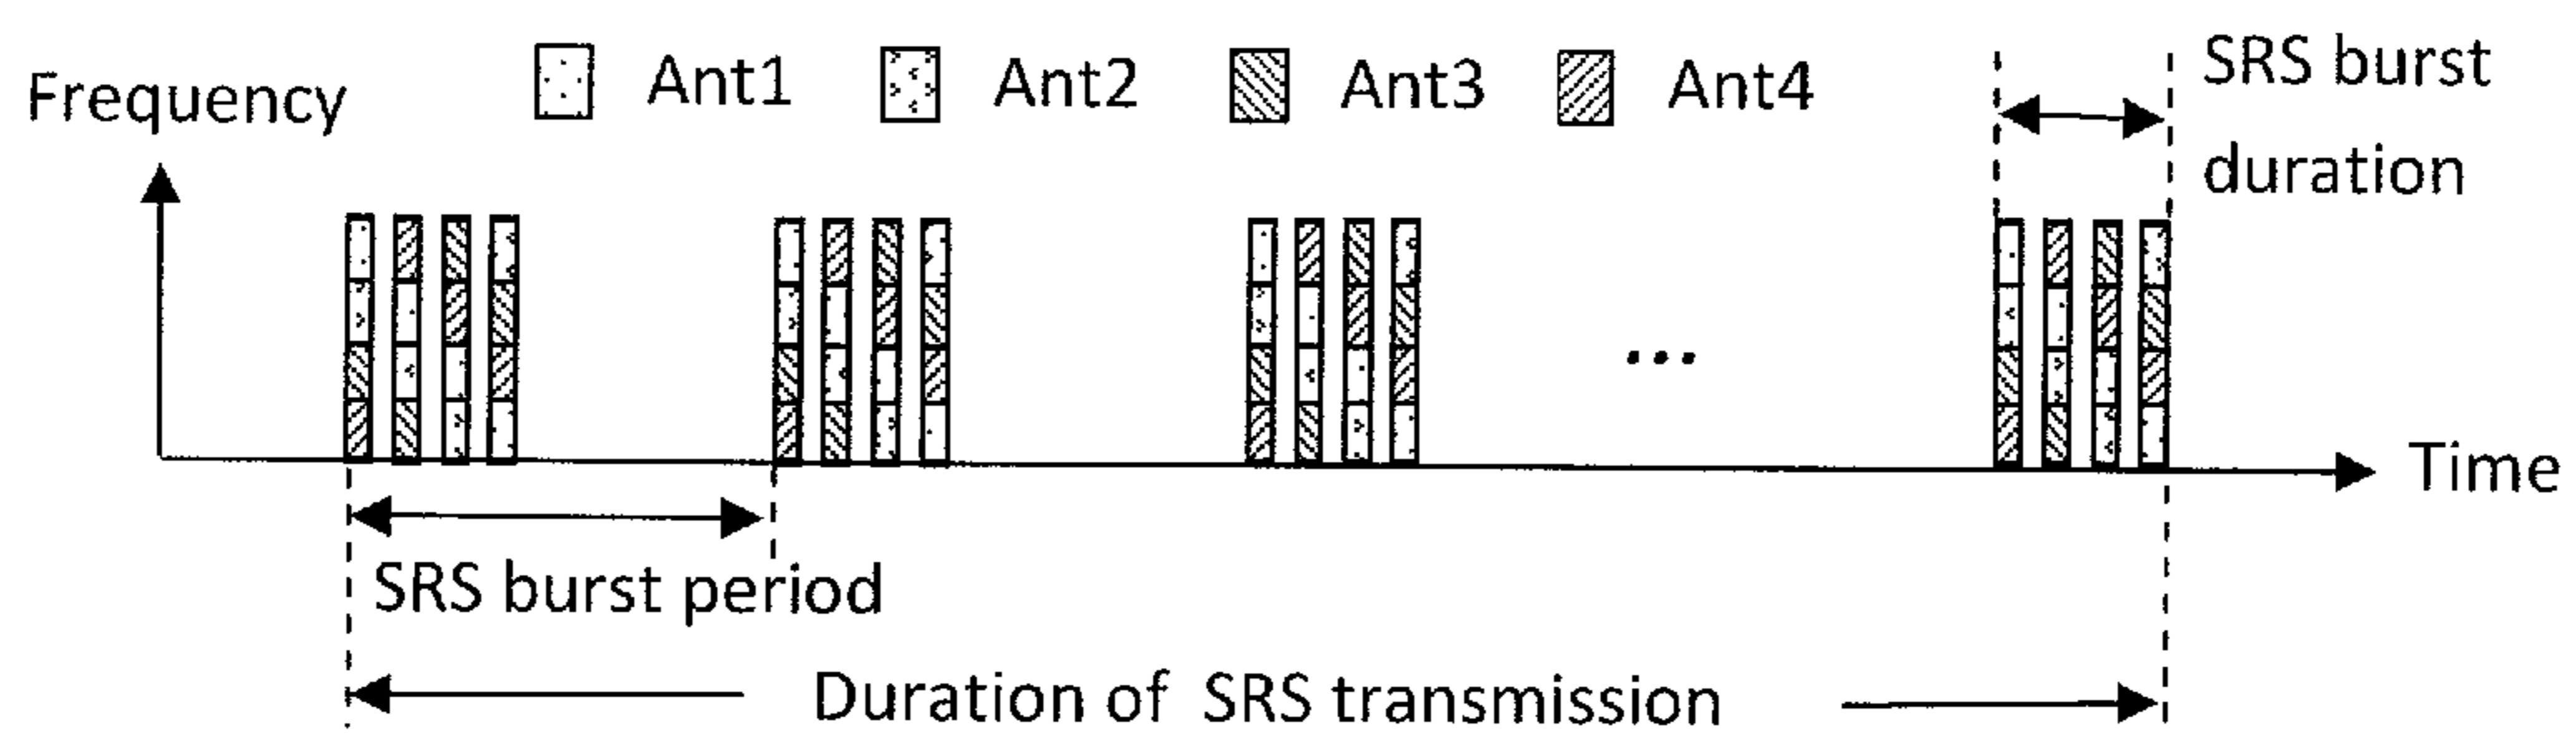 Frequency
Ant1 Ant2 Ant3 Ant4
SRS burst
duration
...
Time
SRS burst period
Duration of SRS transmission